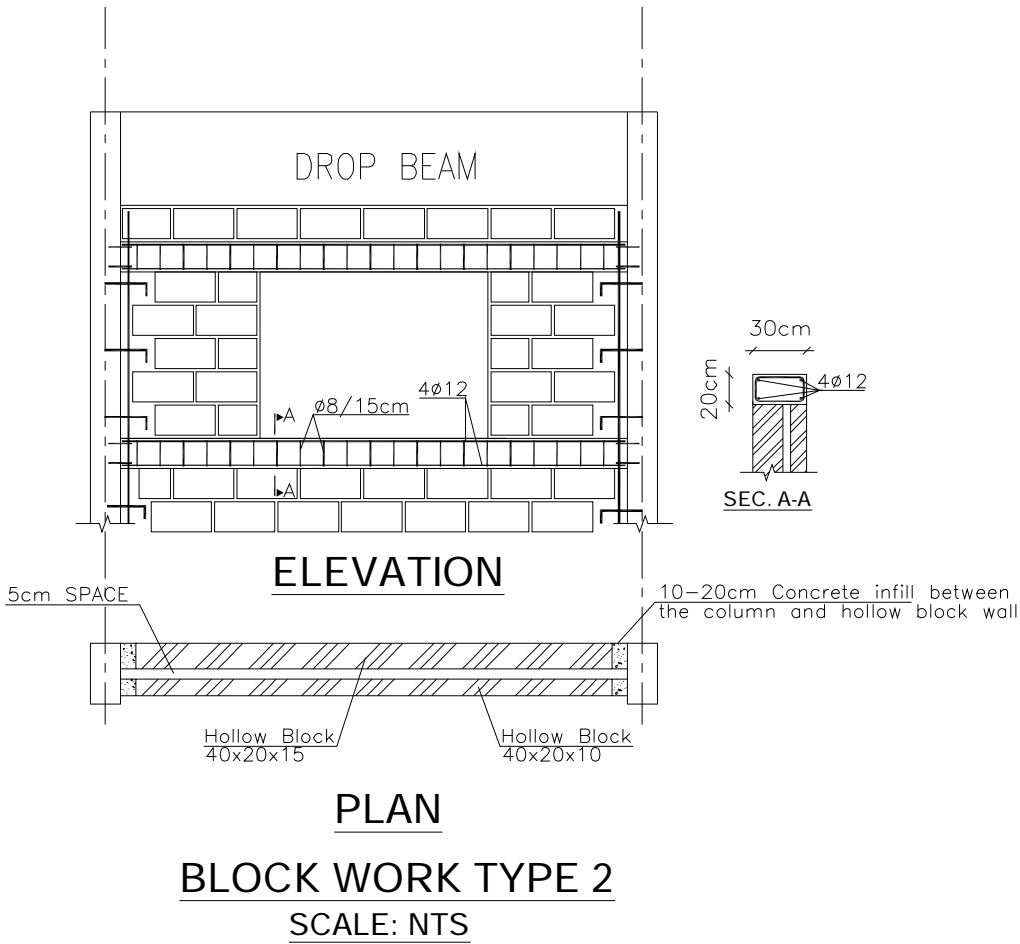 DROP BEAM
30cm
20cm
4ø12
4ø12
ø8/15cm
A
A
SEC. A-A
ELEVATION
5cm SPACE
10-20cm Concrete infill between
the column and hollow block wall
Hollow Block
40x20x15
Hollow Block
40x20x10
PLAN
BLOCK WORK TYPE 2
SCALE: NTS